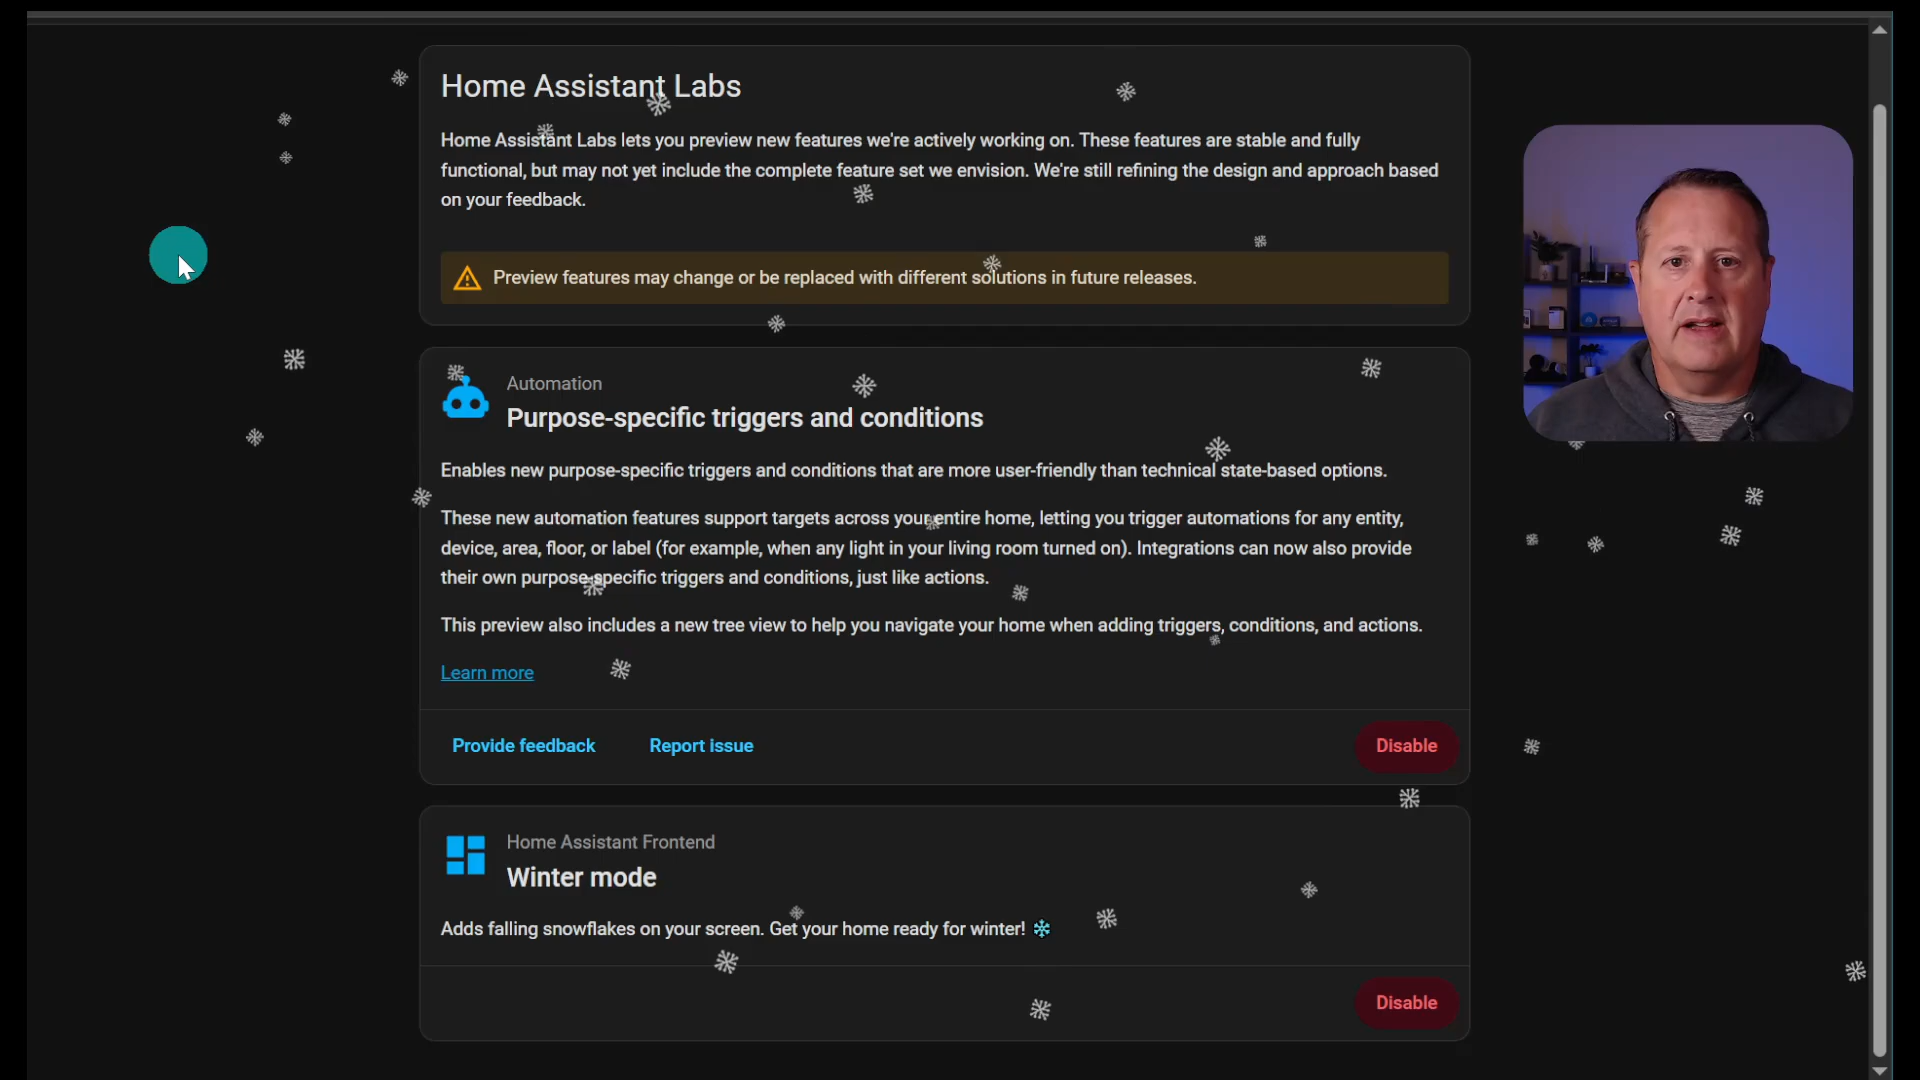 Home Assistant Labs
Home Assistant Labs lets you preview new features we're actively working on. These features are stable and fully
functional, but may not yet include the complete feature set we envision. We're still refining the design and approach based
on your feedback.
Preview features may change or be replaced with different solutions in future releases.
Automation
Purpose-specific triggers and conditions
Enables new purpose-specific triggers and conditions that are more user-friendly than technical state-based options.
These new automation features support targets across your entire home, letting you trigger automations for any entity,
device, area, floor, or label (for example, when any light in your living room turned on). Integrations can now also provide
their own purpose-specific triggers and conditions, just like actions.
This preview also includes a new tree view to help you navigate your home when adding triggers, conditions, and actions.
Learn more
Provide feedback
Report issue
Disable
Home Assistant Frontend
Winter mode
Adds falling snowflakes on your screen. Get your home ready for winter! ❄️
Disable